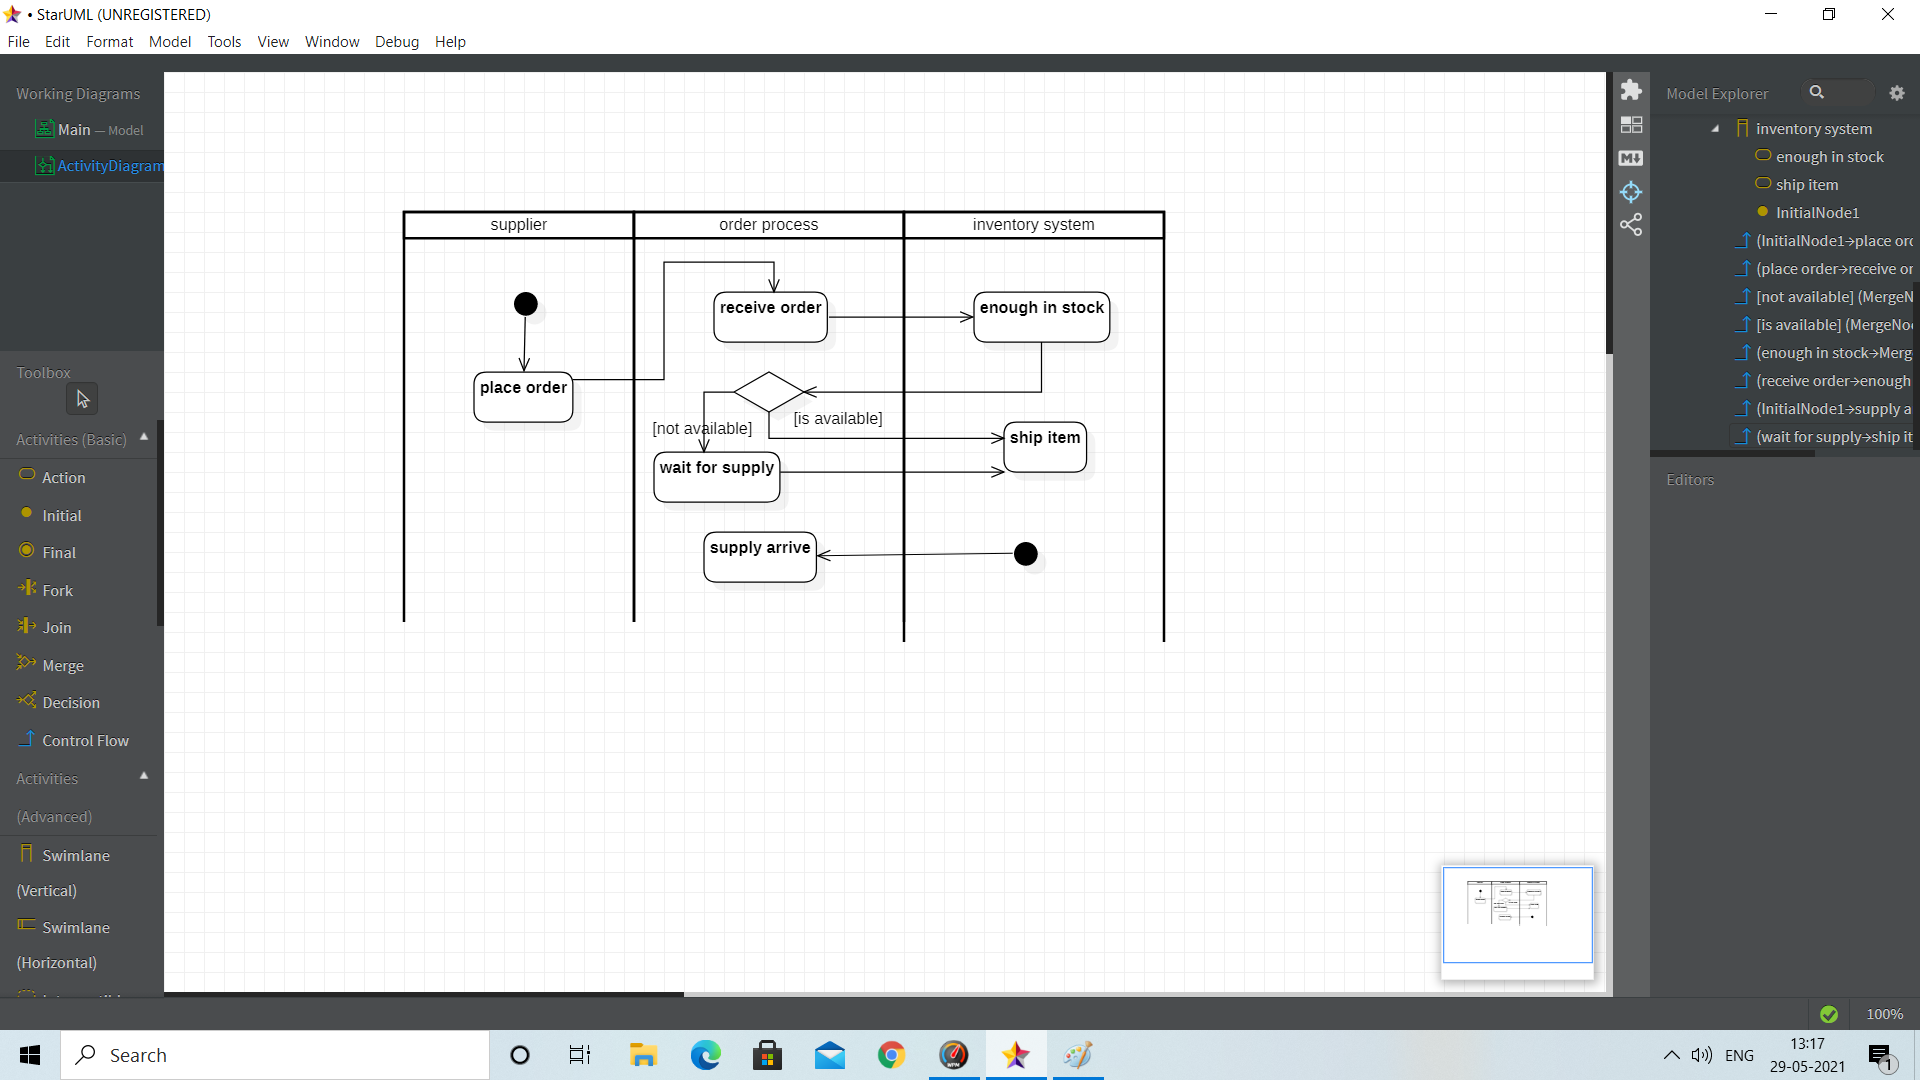 • StarUML (UNREGISTERED)
File Edit Format Model Tools View Window Debug Help
Working Diagrams
Main — Model
ActivityDiagram
Toolbox
Activities (Basic)
Action
Initial
Final
Fork
Join
Merge
Decision
Control Flow
Activities
(Advanced)
Swimlane
(Vertical)
Swimlane
(Horizontal)
supplier order process inventory system
receive order enough in stock
place order
[not available] [is available]
ship item
wait for supply
supply arrive
Model Explorer
inventory system
enough in stock
ship item
InitialNode1
(InitialNode1→place ord
(place order→receive or
[not available] (MergeN
[is available] (MergeNo
(enough in stock→Merg
(receive order→enough
(InitialNode1→supply a
(wait for supply→ship it
Editors
100%
Search
ENG
13:17
29-05-2021
1